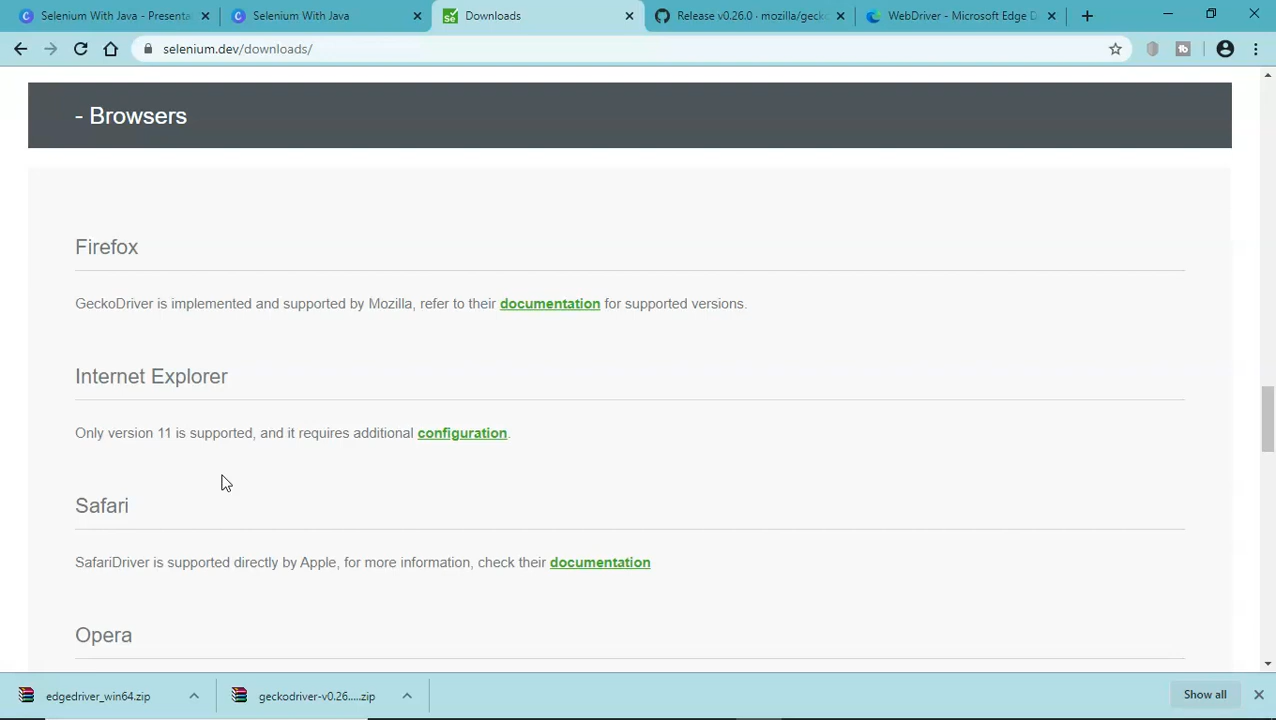 Selenium With Java - Presenta
Selenium With Java
Downloads
Release v0.26.0 · mozilla/geck
WebDriver - Microsoft Edge D
selenium.dev/downloads/
- Browsers
Firefox
GeckoDriver is implemented and supported by Mozilla, refer to their documentation for supported versions.
Internet Explorer
Only version 11 is supported, and it requires additional configuration.
Safari
SafariDriver is supported directly by Apple, for more information, check their documentation
Opera
edgedriver_win64.zip
geckodriver-v0.26.....zip
Show all